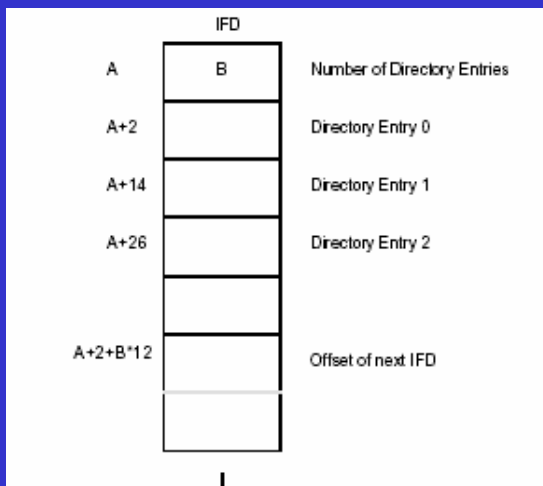 IFD
A B Number of Directory Entries
A+2 Directory Entry 0
A+14 Directory Entry 1
A+26 Directory Entry 2
A+2+B*12 Offset of next IFD